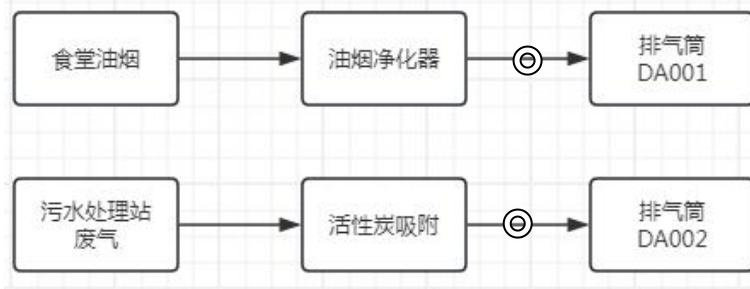 食堂油烟
油烟净化器
排气筒
DA001
污水处理站
废气
活性炭吸附
排气筒
DA002